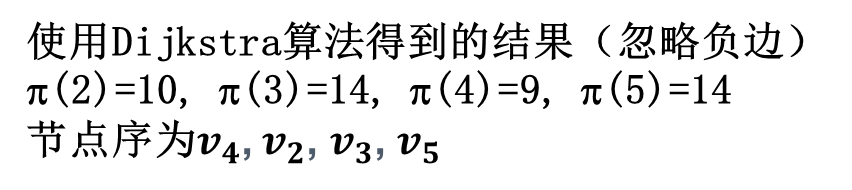 使用Dijkstra算法得到的结果（忽略负边）
π(2)=10, π(3)=14, π(4)=9, π(5)=14
节点序为v₄, v₂, v₃, v₅